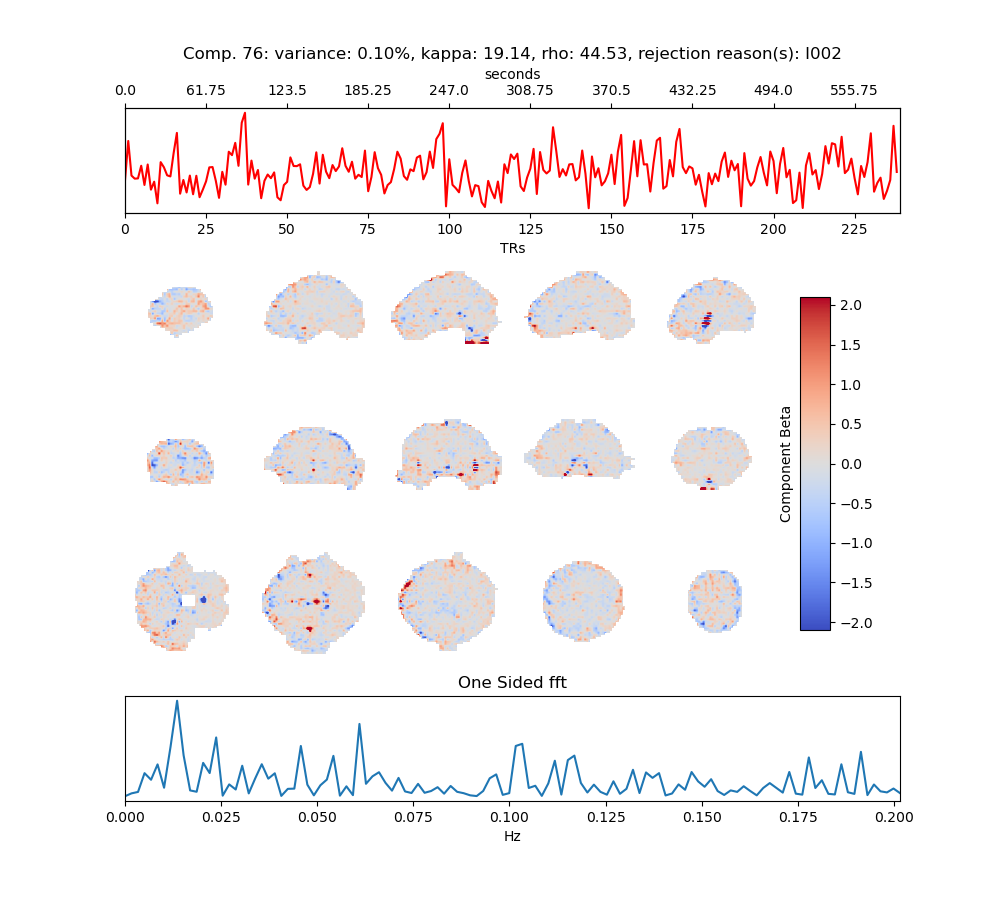 Comp. 76: variance: 0.10%, kappa: 19.14, rho: 44.53, rejection reason(s): I002
seconds
0.0 61.75 123.5 185.25 247.0 308.75 370.5 432.25 494.0 555.75
0 25 50 75 100 125 150 175 200 225
TRs
2.0
1.5
1.0
0.5
0.0
−0.5
−1.0
−1.5
−2.0
Component Beta
One Sided fft
0.000 0.025 0.050 0.075 0.100 0.125 0.150 0.175 0.200
Hz